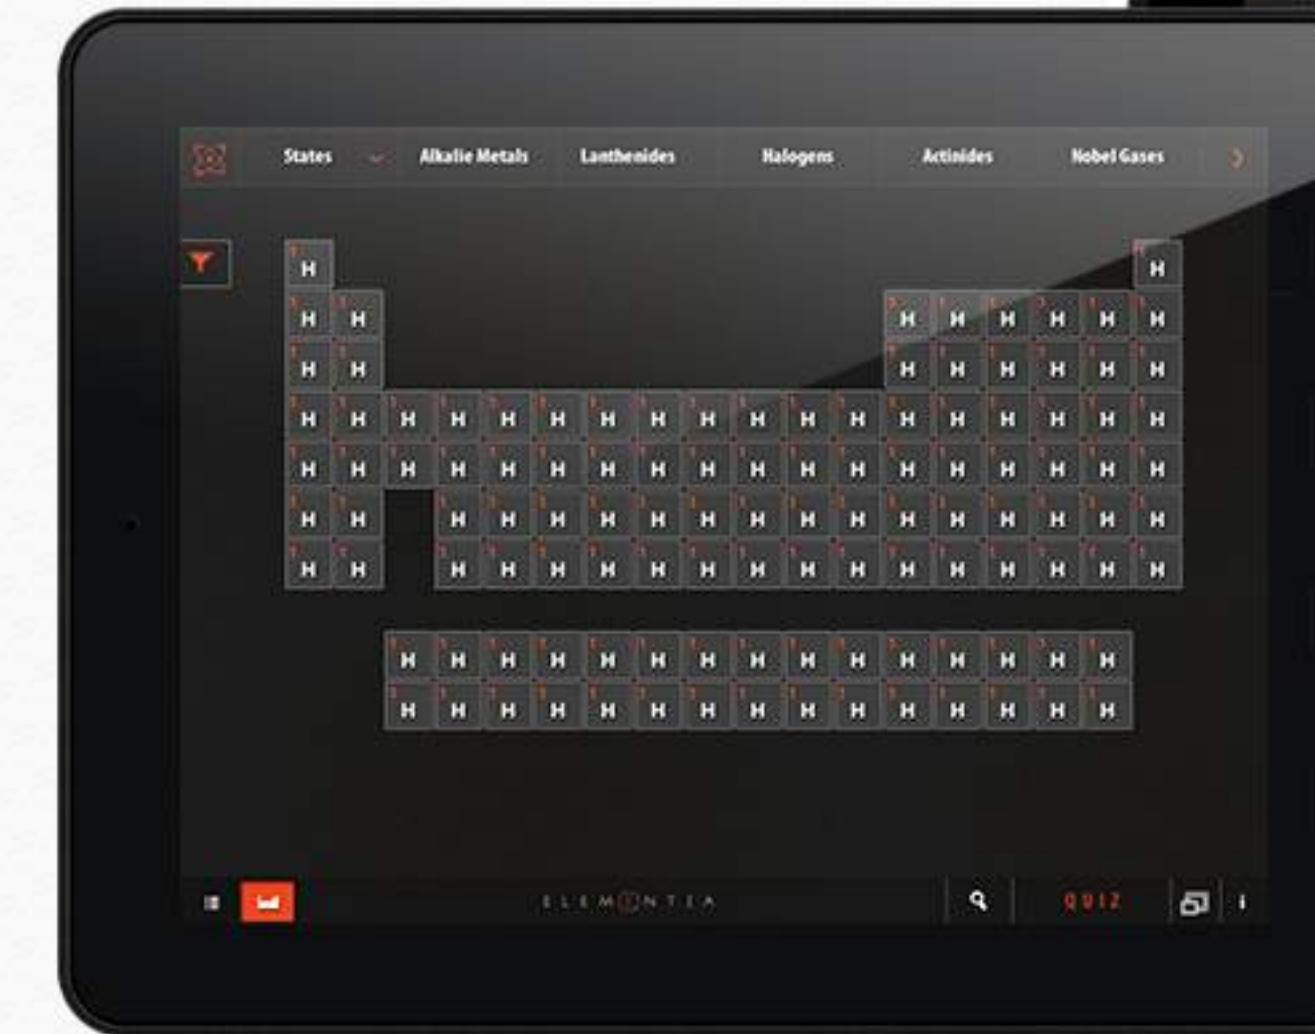 States Alkalie Metals Lanthenides Halogens Actinides Nobel Gases
H H
H H H H H H H H
H H H H H H H H
H H H H H H H H H H H H H H H H H H
H H H H H H H H H H H H H H H H H H
H H H H H H H H H H H H H H H H H
H H H H H H H H H H H H H H H H H
H H H H H H H H H H H H H H H
H H H H H H H H H H H H H H H
ELEMENTIA QUIZ i